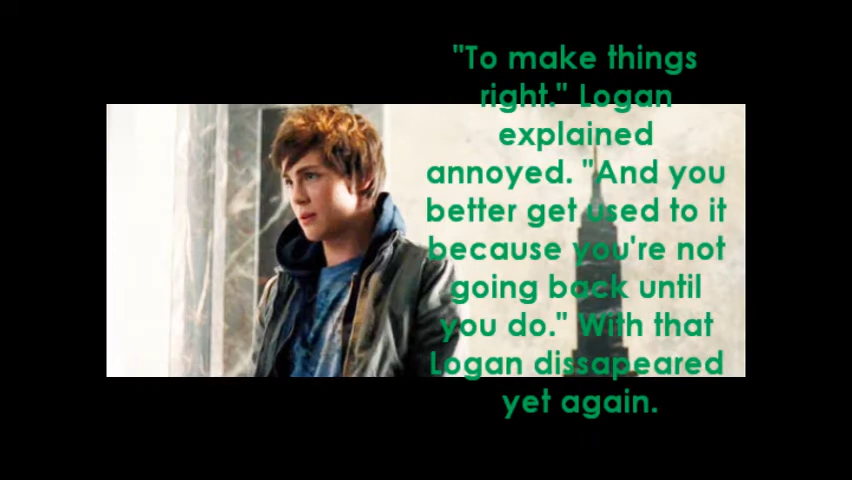 "To make things
right." Logan
explained
annoyed. "And you
better get used to it
because you're not
going back until
you do." With that
Logan dissapeared
yet again.